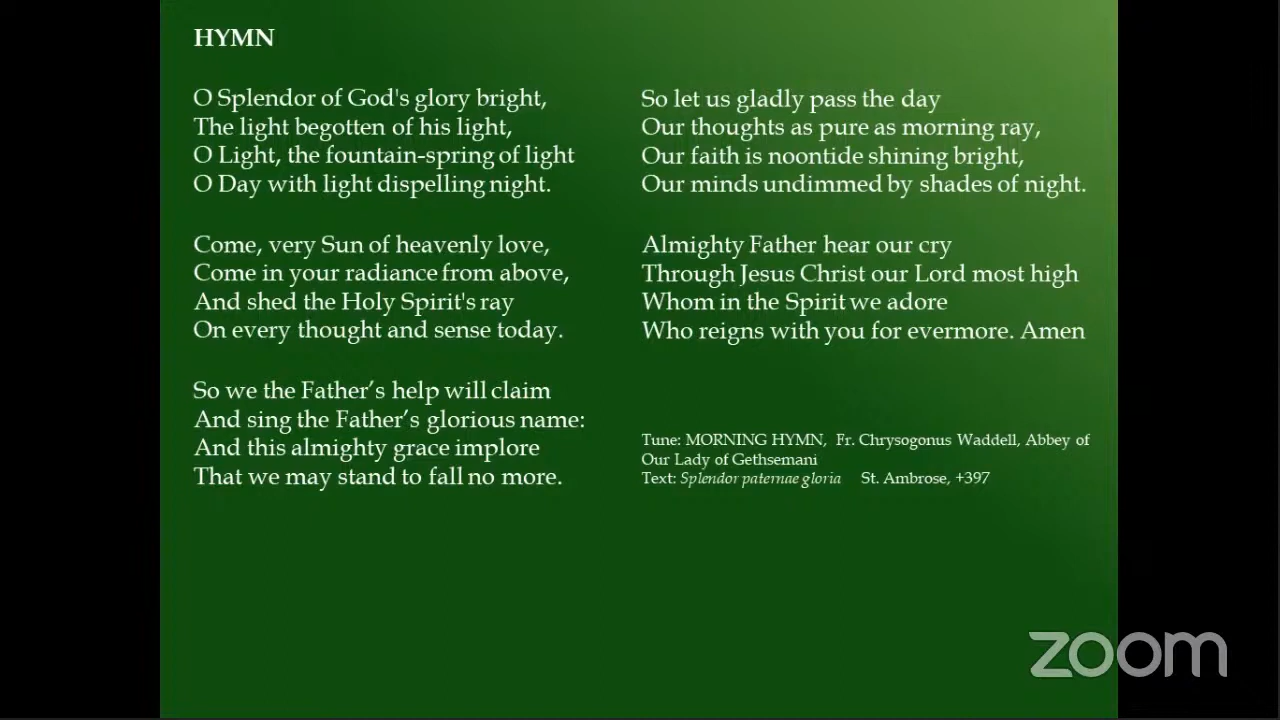 HYMN
O Splendor of God's glory bright,
The light begotten of his light,
O Light, the fountain-spring of light
O Day with light dispelling night.
Come, very Sun of heavenly love,
Come in your radiance from above,
And shed the Holy Spirit's ray
On every thought and sense today.
So we the Father’s help will claim
And sing the Father’s glorious name:
And this almighty grace implore
That we may stand to fall no more.
So let us gladly pass the day
Our thoughts as pure as morning ray,
Our faith is noontide shining bright,
Our minds undimmed by shades of night.
Almighty Father hear our cry
Through Jesus Christ our Lord most high
Whom in the Spirit we adore
Who reigns with you for evermore. Amen
Tune: MORNING HYMN, Fr. Chrysogonus Waddell, Abbey of
Our Lady of Gethsemani
Text: Splendor paternae gloria St. Ambrose, +397
zoom